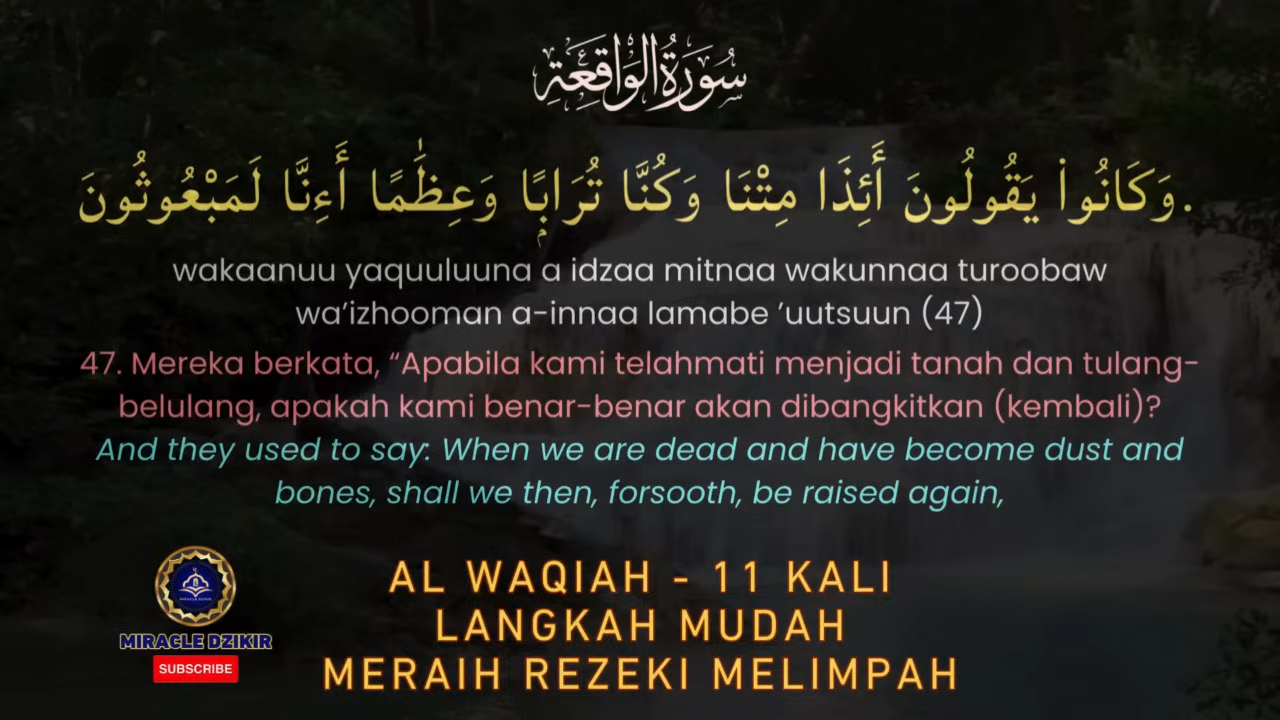 سُورَةُ الْوَاقِعَةِ
وَكَانُوا۟ يَقُولُونَ أَئِذَا مِتْنَا وَكُنَّا تُرَابًۭا وَعِظَٰمًا أَءِنَّا لَمَبْعُوثُونَ.
wakaanuu yaquuluuna a idzaa mitnaa wakunnaa turoobaw
wa’izhooman a-innaa lamabe ’uutsuun (47)
47. Mereka berkata, “Apabila kami telahmati menjadi tanah dan tulang-
belulang, apakah kami benar-benar akan dibangkitkan (kembali)?
And they used to say: When we are dead and have become dust and
bones, shall we then, forsooth, be raised again,
AL WAQIAH - 11 KALI
LANGKAH MUDAH
MERAIH REZEKI MELIMPAH
MIRACLE DZIKIR
SUBSCRIBE